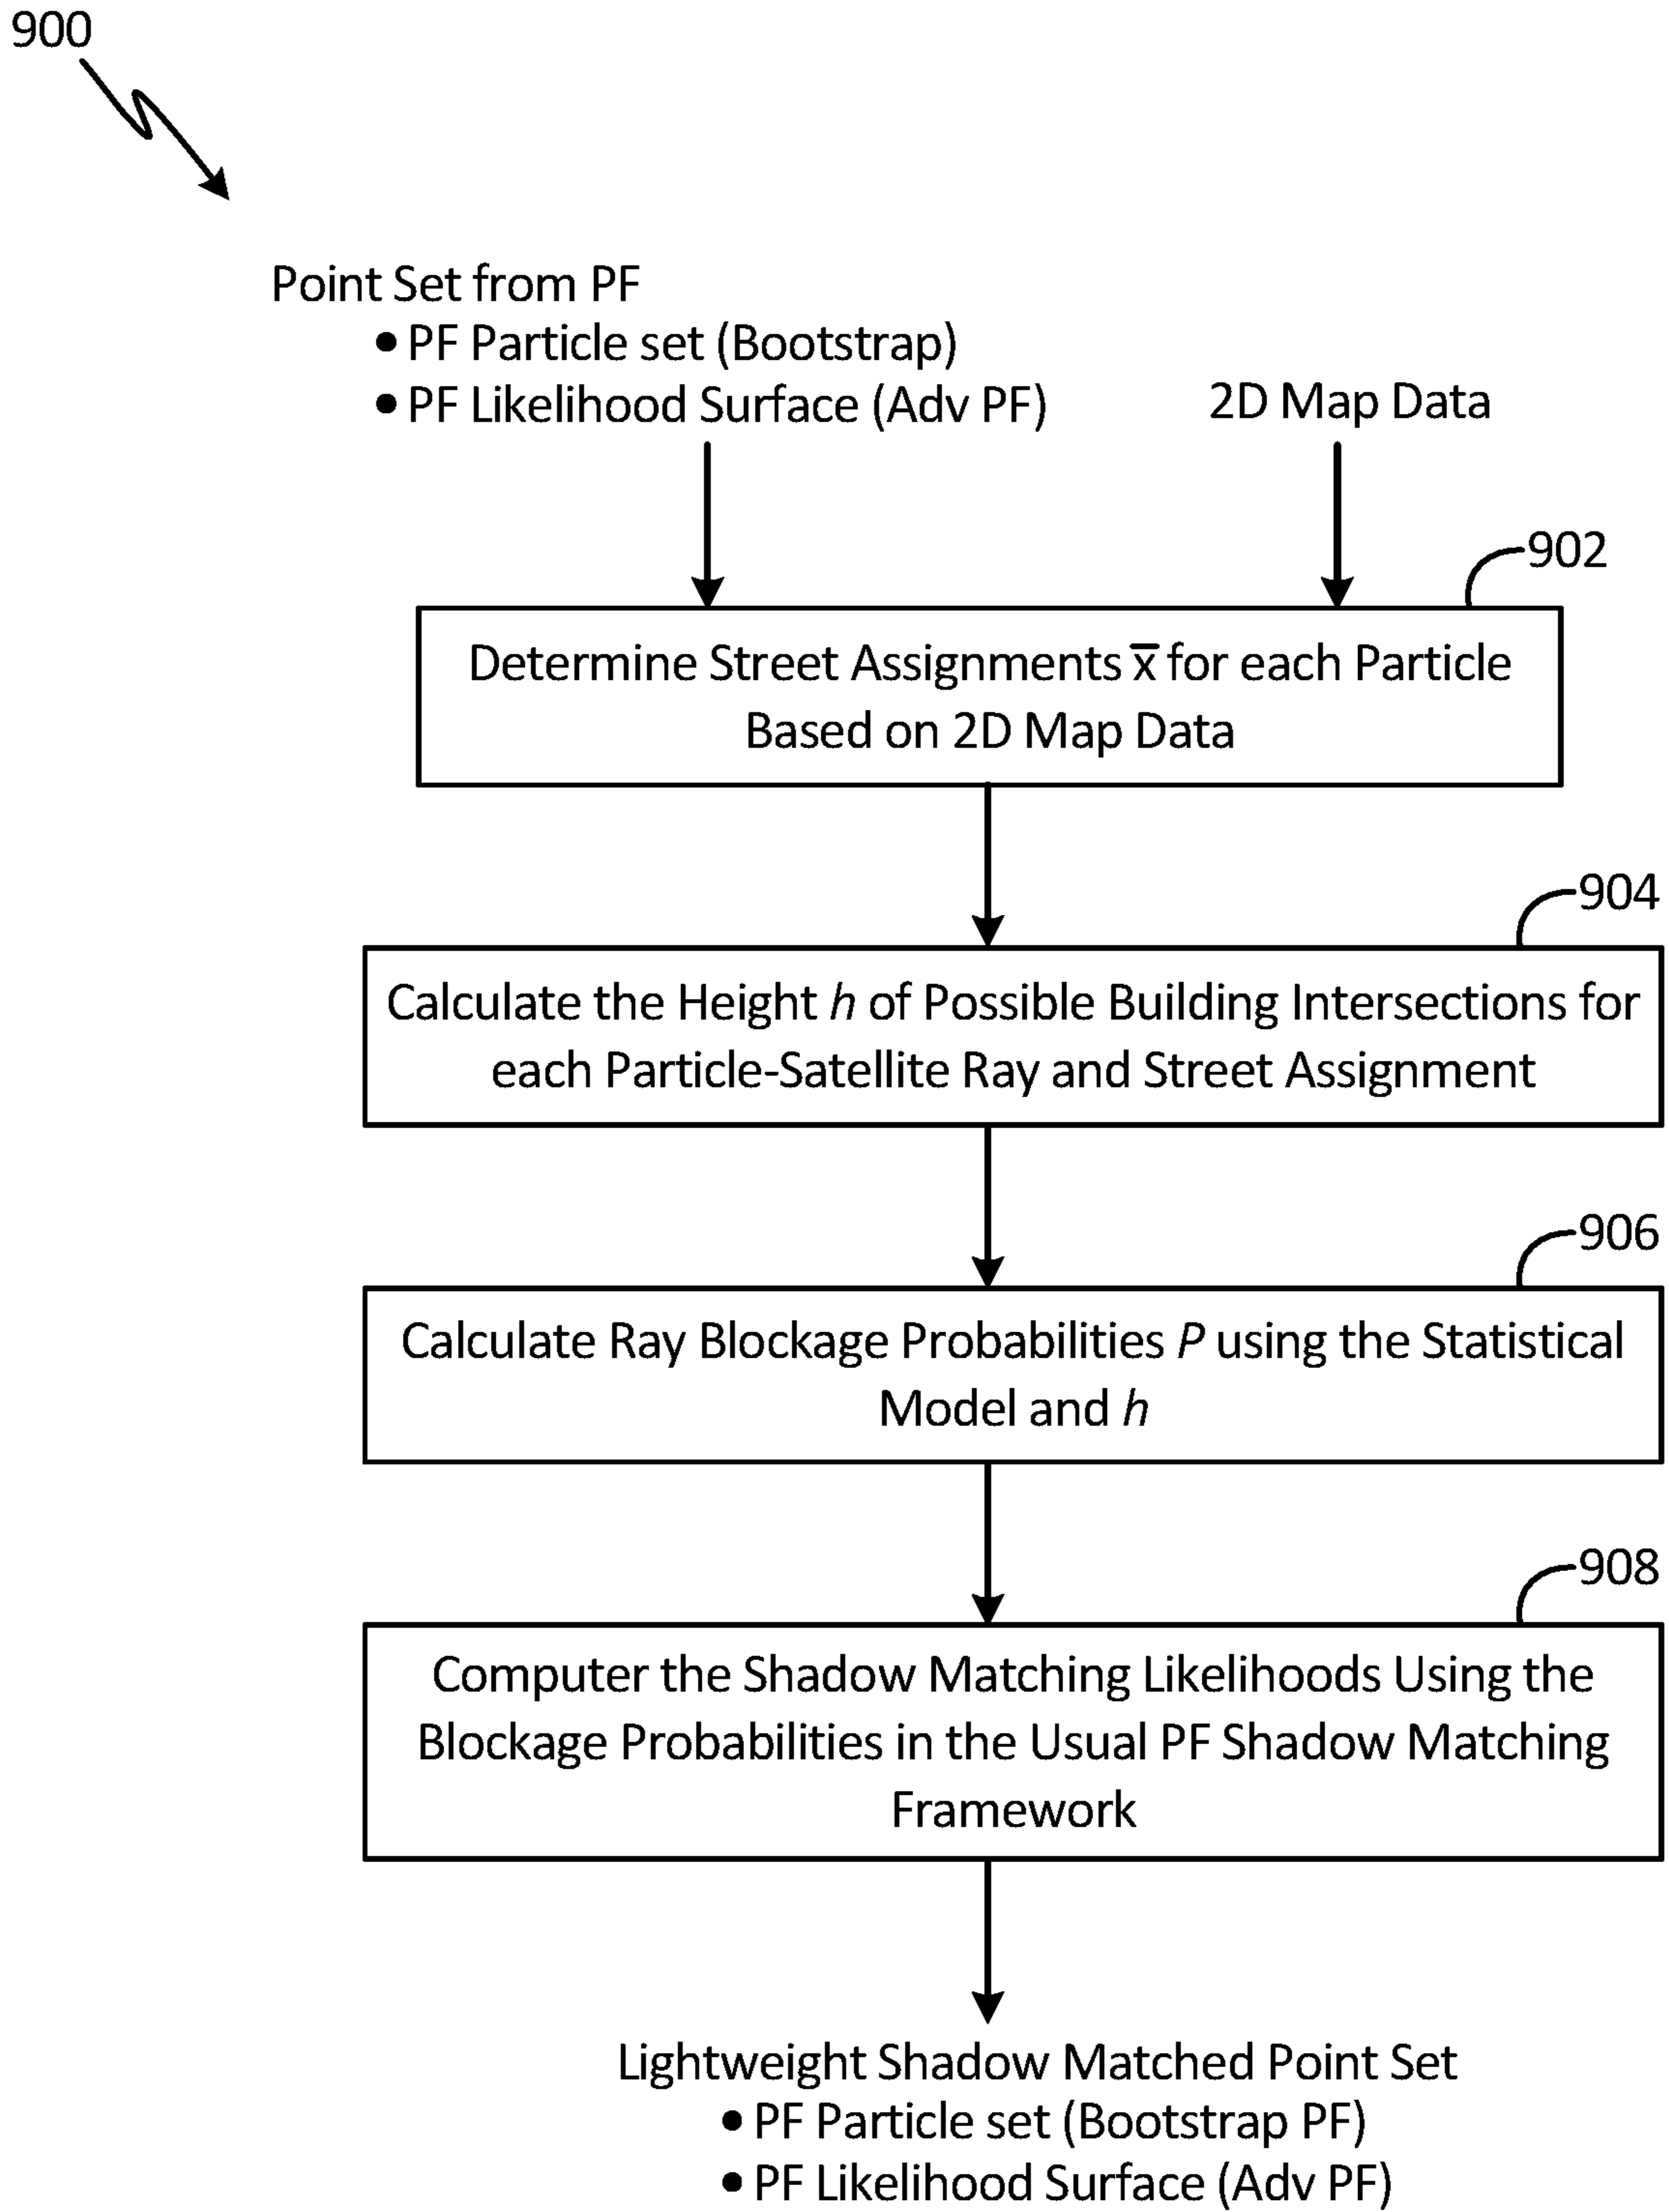 900
Point Set from PF
• PF Particle set (Bootstrap)
• PF Likelihood Surface (Adv PF)
2D Map Data
902
Determine Street Assignments x̅ for each Particle
Based on 2D Map Data
904
Calculate the Height h of Possible Building Intersections for
each Particle-Satellite Ray and Street Assignment
906
Calculate Ray Blockage Probabilities P using the Statistical
Model and h
908
Computer the Shadow Matching Likelihoods Using the
Blockage Probabilities in the Usual PF Shadow Matching
Framework
Lightweight Shadow Matched Point Set
• PF Particle set (Bootstrap PF)
• PF Likelihood Surface (Adv PF)